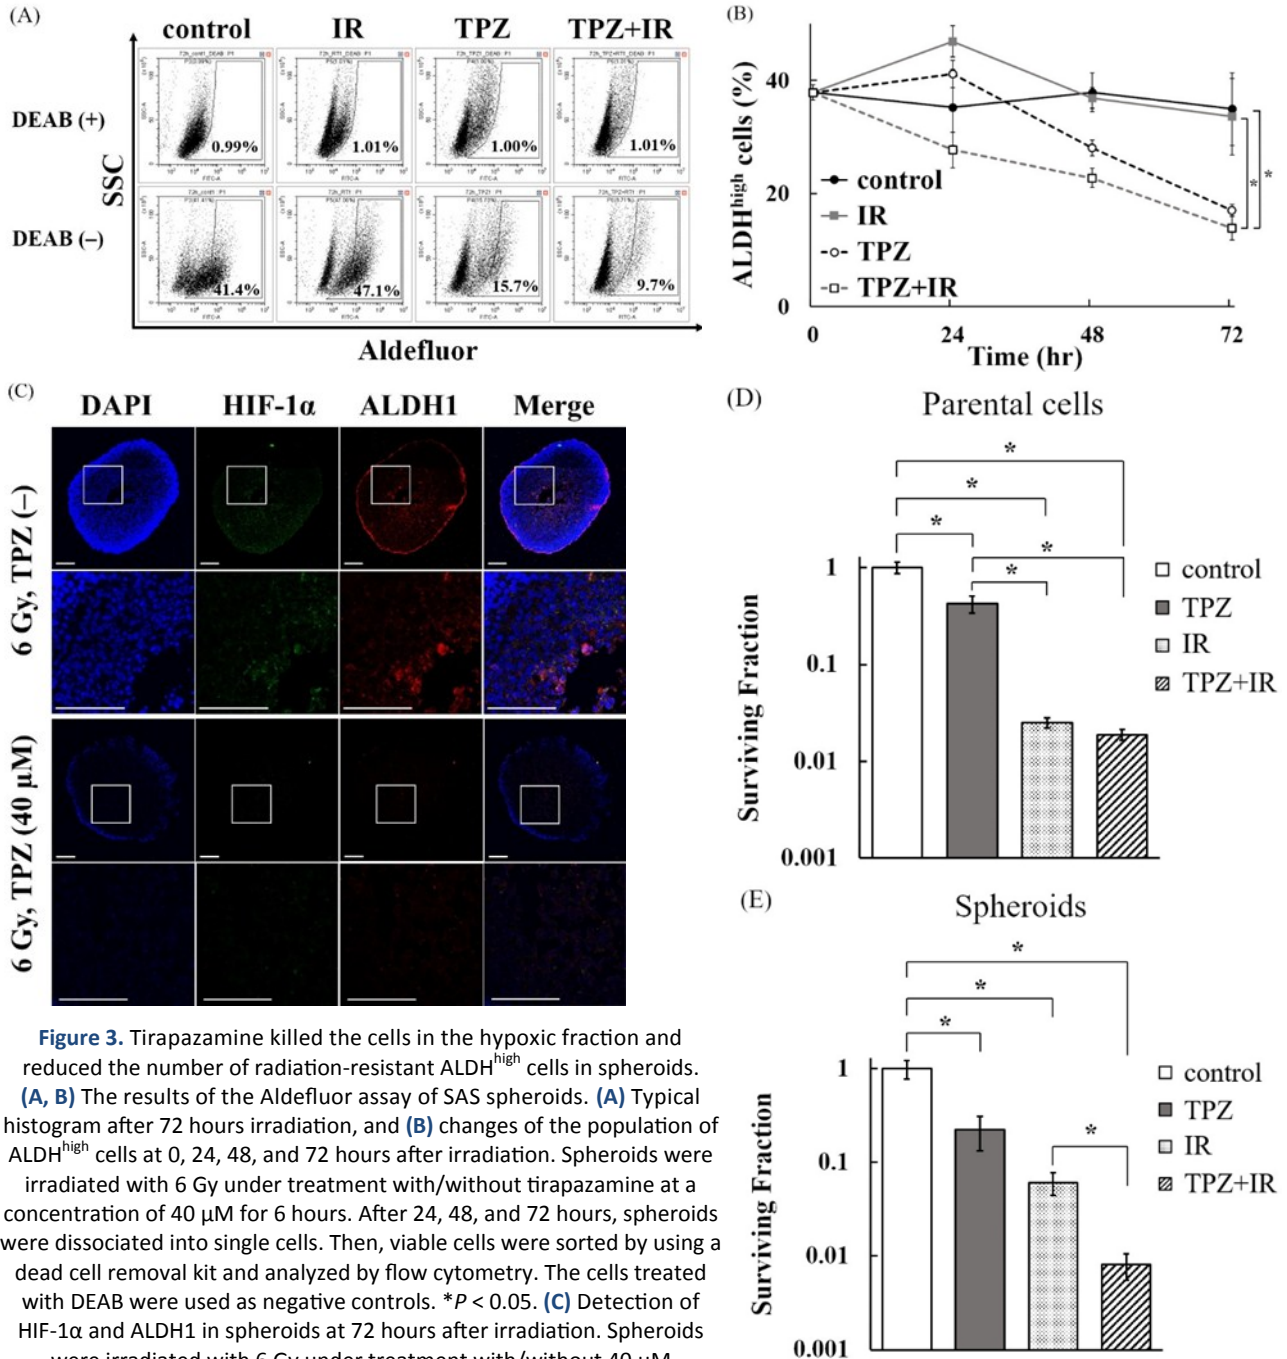 (A)
control IR TPZ TPZ+IR
DEAB (+)
0.99% 1.01% 1.00% 1.01%
SSC
DEAB (−)
41.4% 47.1% 15.7% 9.7%
Aldefluor
(B)
ALDHhigh cells (%)
40
20
0
control
IR
TPZ
TPZ+IR
* *
0 24 48 72
Time (hr)
(C)
DAPI HIF-1α ALDH1 Merge
6 Gy, TPZ (−)
6 Gy, TPZ (40 μM)
(D)
Parental cells
*
*
*
*
*
Surviving Fraction
1
0.1
0.01
0.001
control
TPZ
IR
TPZ+IR
(E)
Spheroids
*
*
*
*
Surviving Fraction
1
0.1
0.01
0.001
control
TPZ
IR
TPZ+IR
Figure 3. Tirapazamine killed the cells in the hypoxic fraction and
reduced the number of radiation-resistant ALDHhigh cells in spheroids.
(A, B) The results of the Aldefluor assay of SAS spheroids. (A) Typical
histogram after 72 hours irradiation, and (B) changes of the population of
ALDHhigh cells at 0, 24, 48, and 72 hours after irradiation. Spheroids were
irradiated with 6 Gy under treatment with/without tirapazamine at a
concentration of 40 μM for 6 hours. After 24, 48, and 72 hours, spheroids
were dissociated into single cells. Then, viable cells were sorted by using a
dead cell removal kit and analyzed by flow cytometry. The cells treated
with DEAB were used as negative controls. *P < 0.05. (C) Detection of
HIF-1α and ALDH1 in spheroids at 72 hours after irradiation. Spheroids
were irradiated with 6 Gy under treatment with/without 40 μM